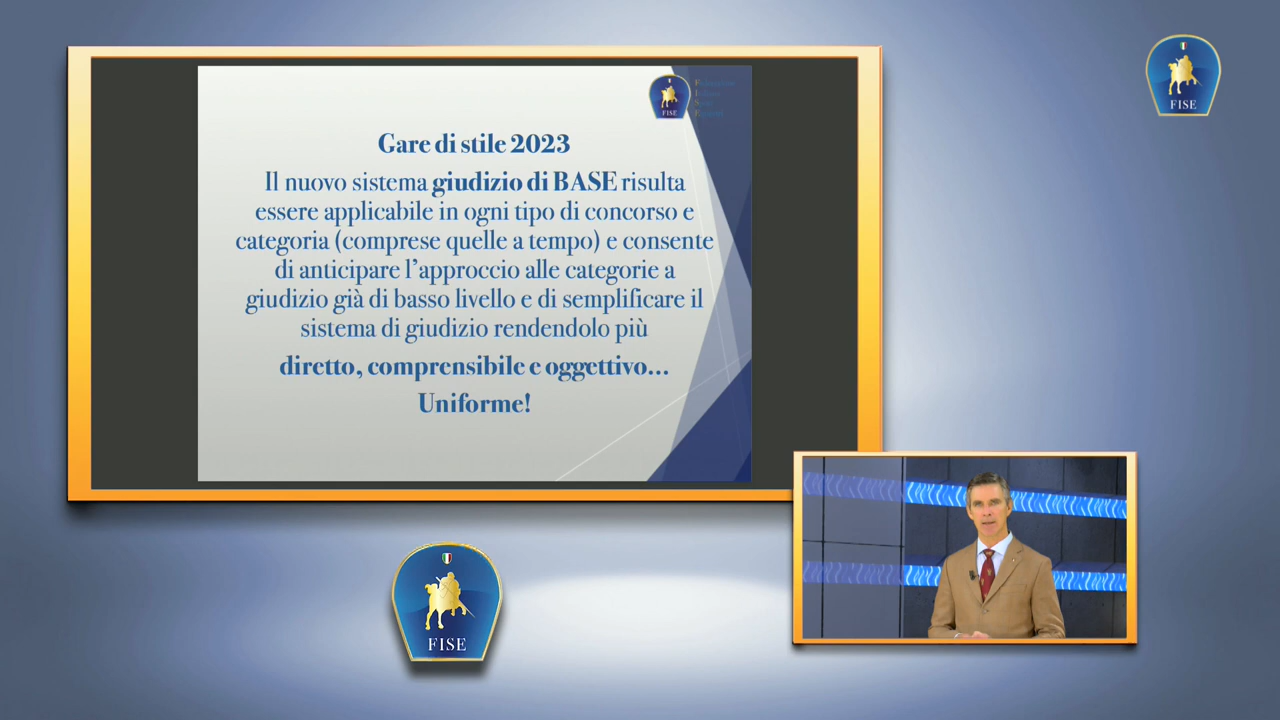 FISE
FISE
Gare di stile 2023
Il nuovo sistema giudizio di BASE risulta
essere applicabile in ogni tipo di concorso e
categoria (comprese quelle a tempo) e consente
di anticipare l'approccio alle categorie a
giudizio già di basso livello e di semplificare il
sistema di giudizio rendendolo più
diretto, comprensibile e oggettivo...
Uniforme!
FISE